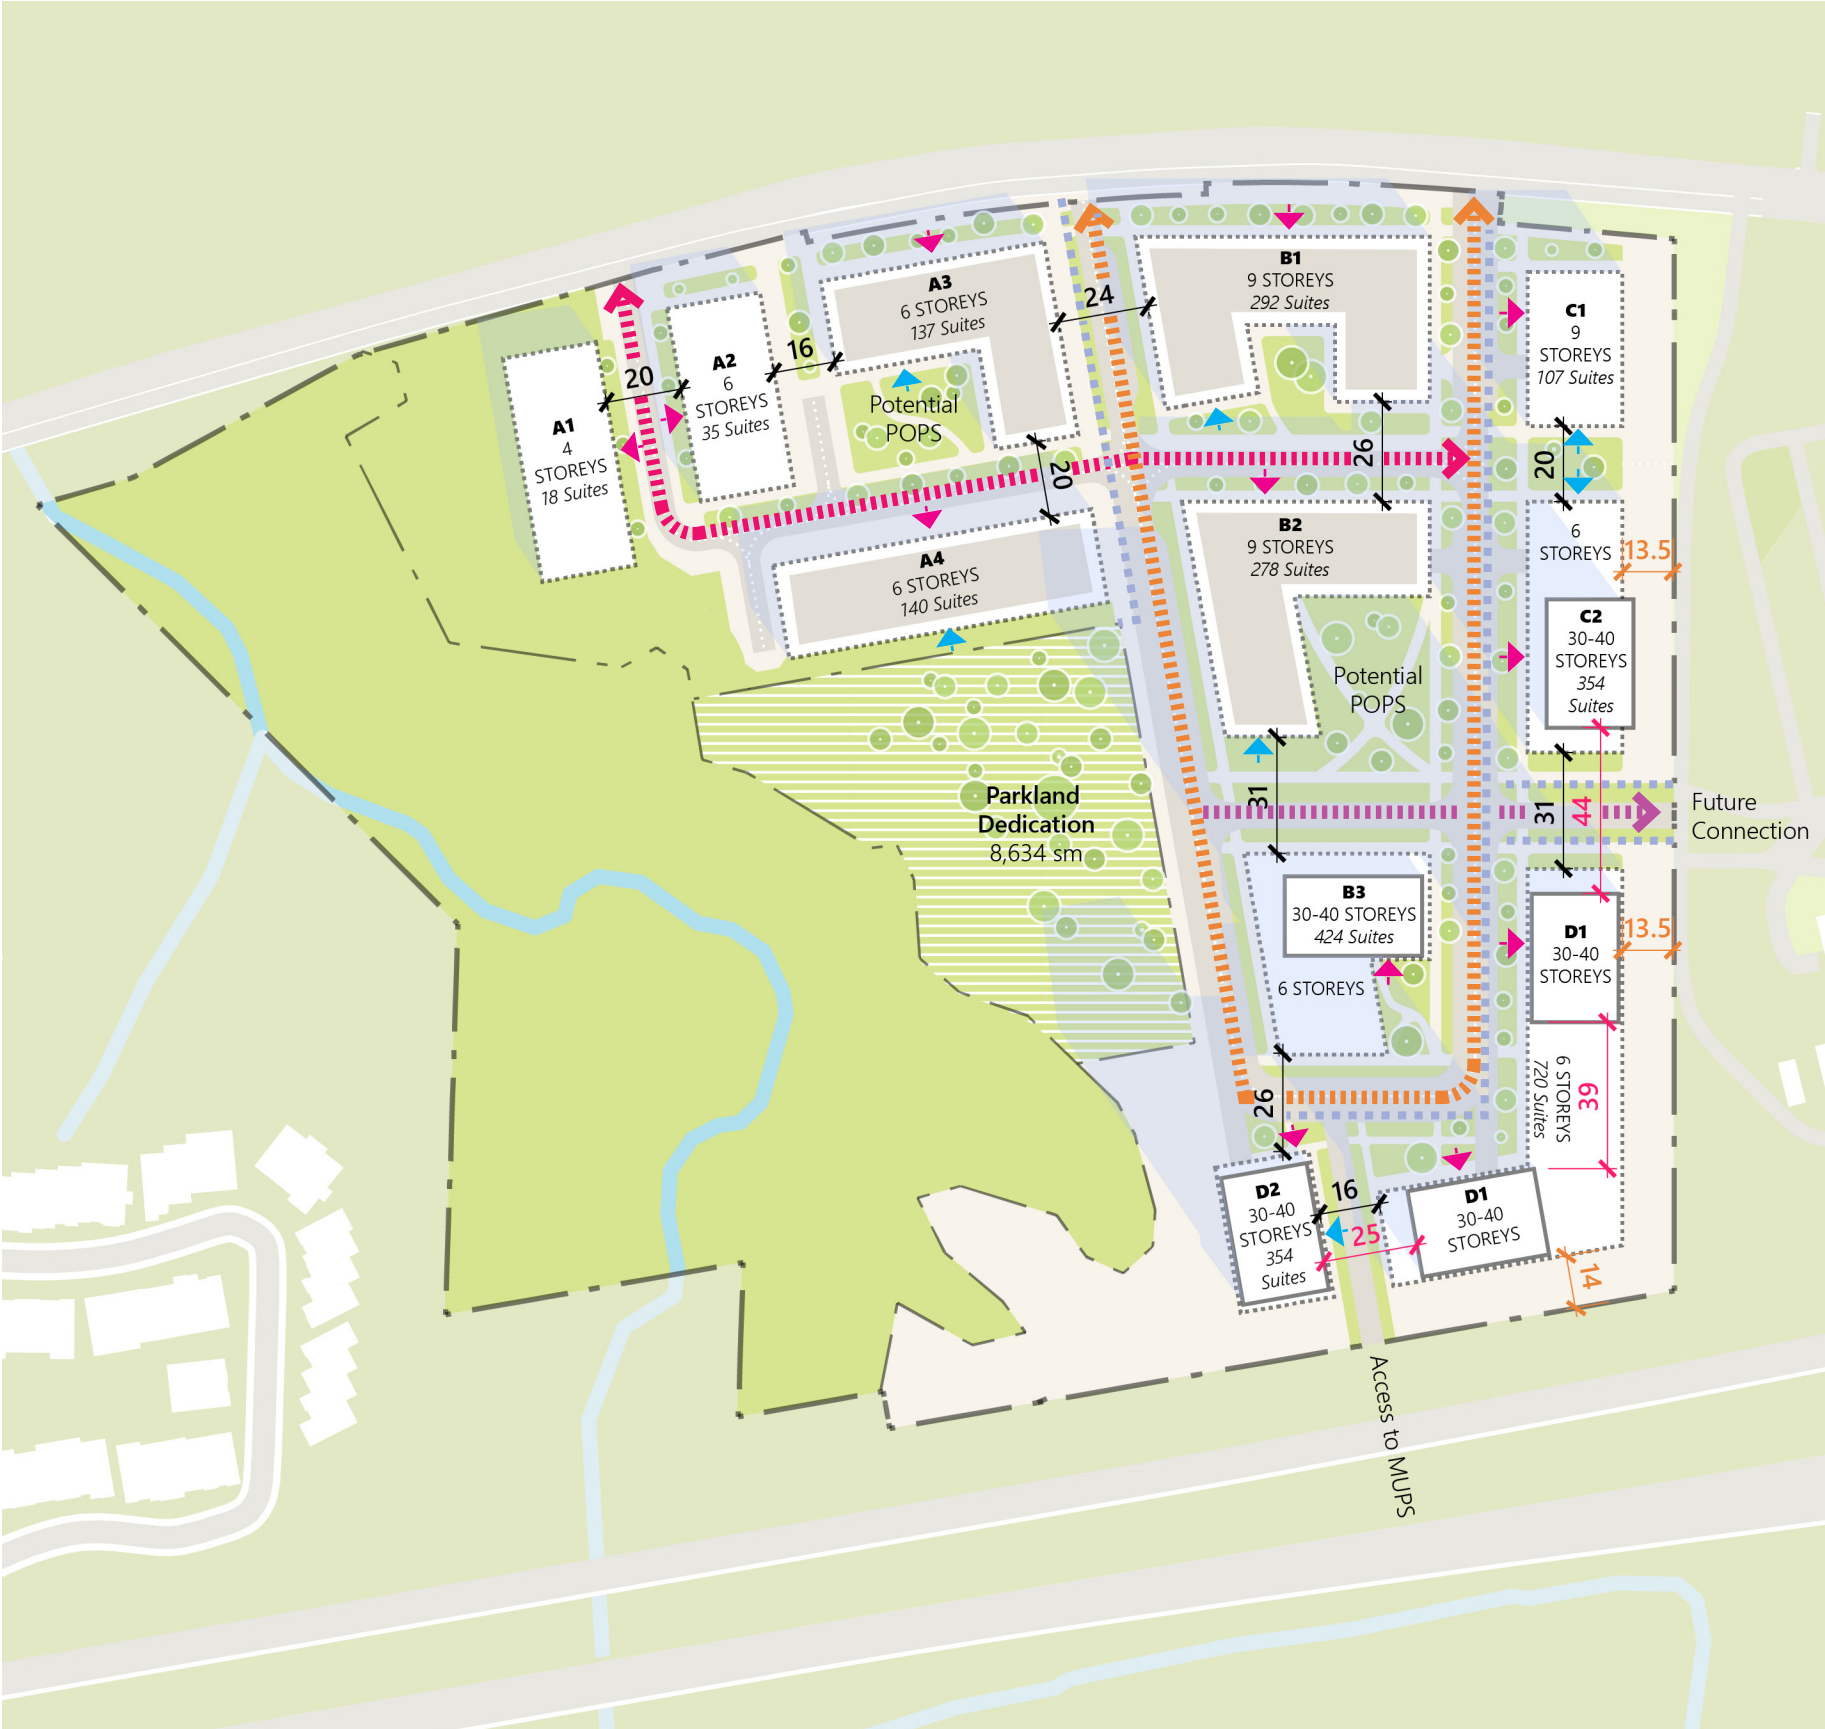 A1
4
STOREYS
18 Suites
20
A2
6
STOREYS
35 Suites
16
A3
6 STOREYS
137 Suites
Potential
POPS
24
20
A4
6 STOREYS
140 Suites
B1
9 STOREYS
292 Suites
26
C1
9
STOREYS
107 Suites
20
B2
9 STOREYS
278 Suites
Potential
POPS
6
STOREYS
13.5
C2
30-40
STOREYS
354
Suites
Parkland
Dedication
8,634 sm
31
31
44
Future
Connection
B3
30-40 STOREYS
424 Suites
6 STOREYS
D1
30-40
STOREYS
13.5
6 STOREYS
720 Suites
39
26
D2
30-40
STOREYS
354
Suites
16
25
D1
30-40
STOREYS
14
Access to MUPS